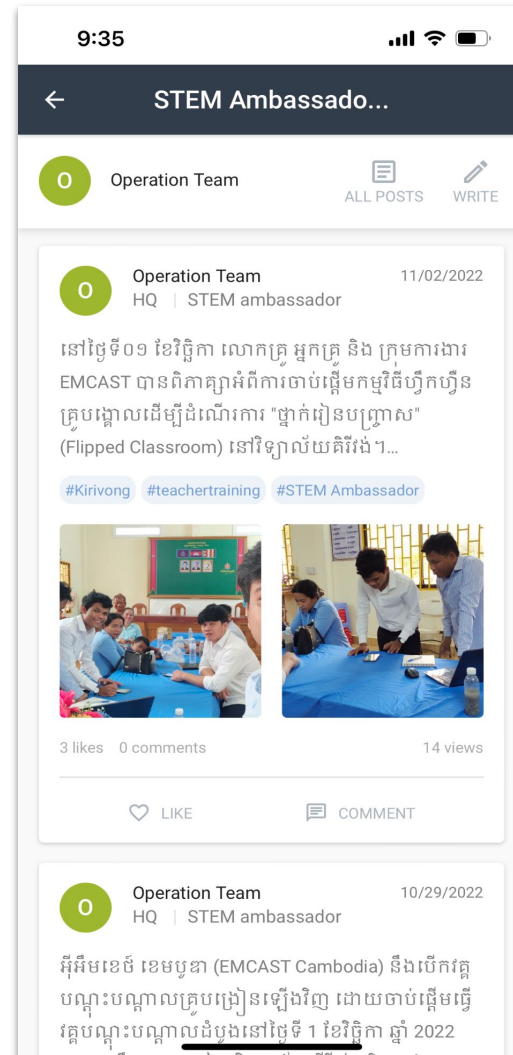 9:35
STEM Ambassado...
O
Operation Team
ALL POSTS
WRITE
O
Operation Team
11/02/2022
HQ | STEM ambassador
នៅថ្ងៃទី០១ ខែវិច្ឆិកា លោកគ្រូ អ្នកគ្រូ និង ក្រុមការងារ
EMCAST បានពិភាគ្សាអំពីការចាប់ផ្តើមកម្មវិធីហ្វឹកហ្វឺន
គ្រូបង្គោលដើម្បីដំណើរការ "ថ្នាក់រៀនបញ្ច្រាស"
(Flipped Classroom) នៅវិទ្យាល័យគិរីវង់។...
#Kirivong #teachertraining #STEM Ambassador
3 likes 0 comments
14 views
LIKE
COMMENT
O
Operation Team
10/29/2022
HQ | STEM ambassador
អ៊ីអឹមខេថ៍ ខេមបូឌា (EMCAST Cambodia) នឹងបើកវគ្គ
បណ្តុះបណ្តាលគ្រូបង្រៀនឡើងវិញ ដោយចាប់ផ្តើមធ្វើ
វគ្គបណ្តុះបណ្តាលដំបូងនៅថ្ងៃទី 1 ខែវិច្ឆិកា ឆ្នាំ 2022